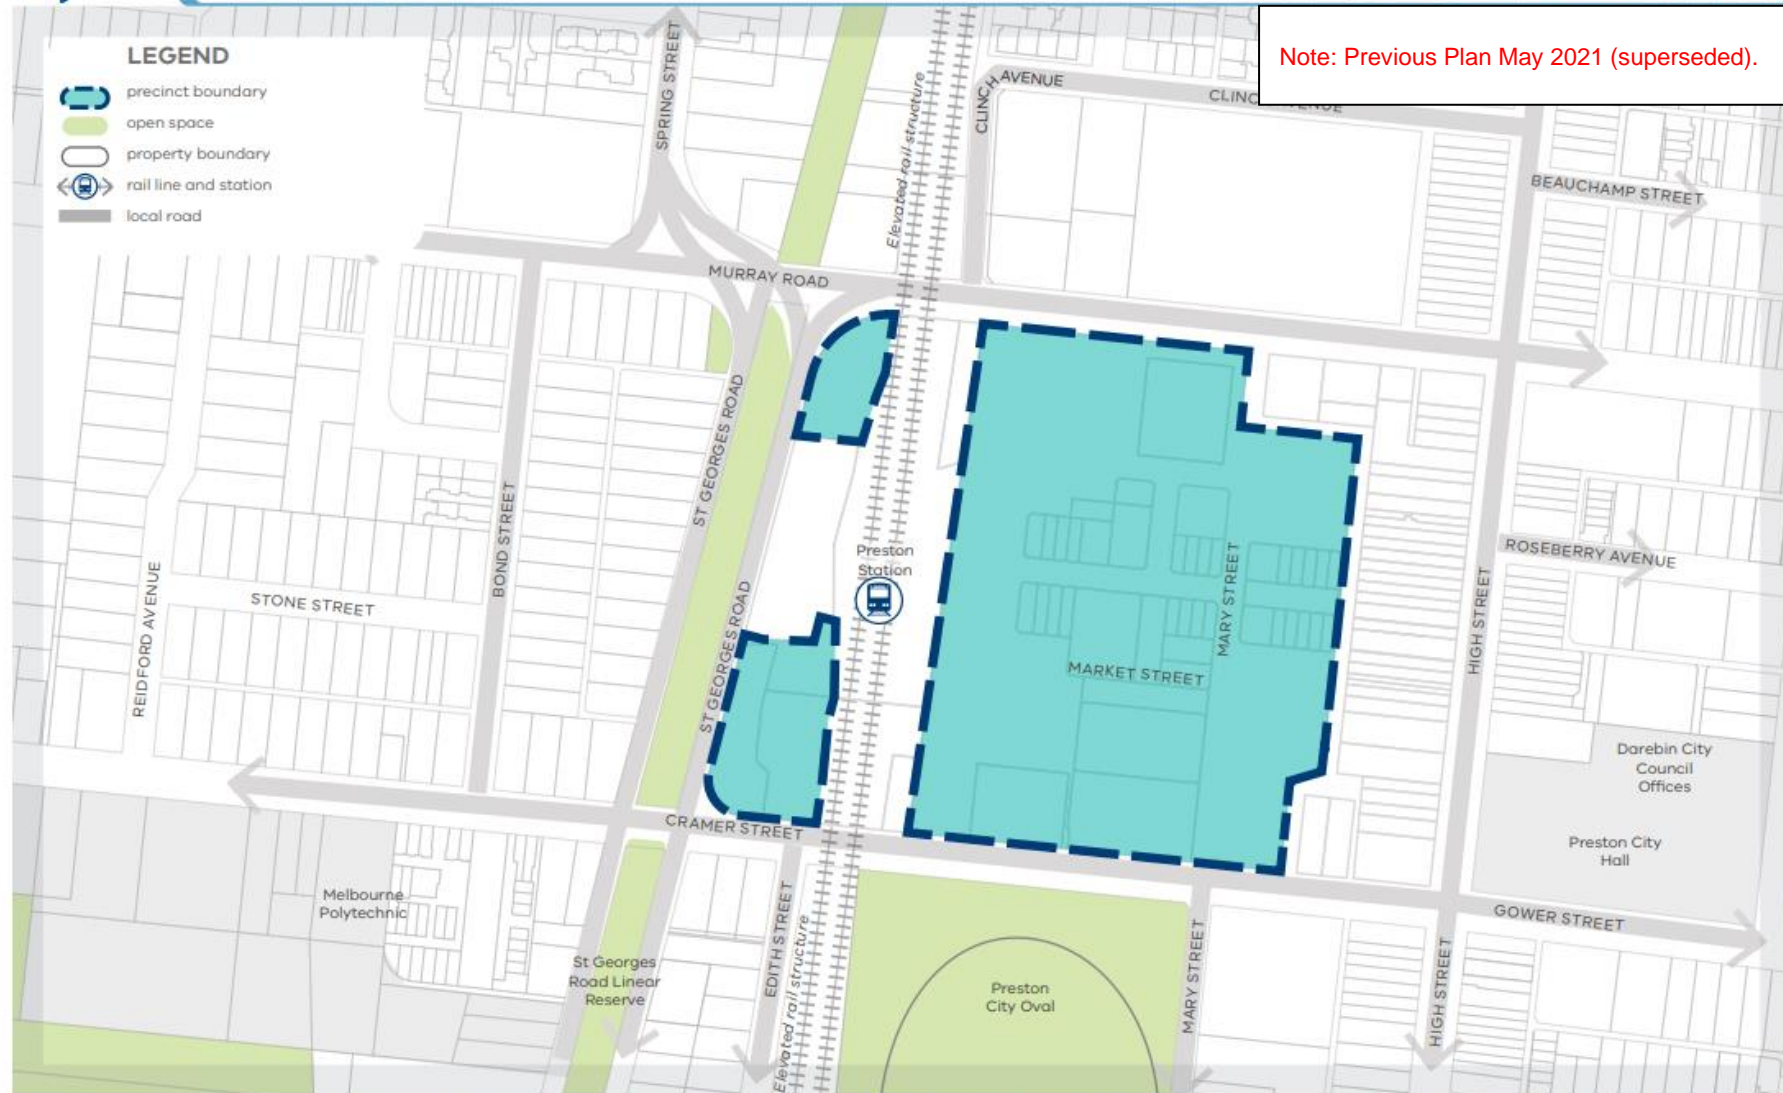 Note: Previous Plan May 2021 (superseded).
LEGEND
precinct boundary
open space
property boundary
rail line and station
local road
SPRING STREET
Elevated rail structure
CLINCH AVENUE
CLINCH AVENUE
BEAUCHAMP STREET
MURRAY ROAD
ST GEORGES ROAD
BOND STREET
REIDFORD AVENUE
STONE STREET
ST GEORGES ROAD
Preston
Station
MARY STREET
MARKET STREET
HIGH STREET
ROSEBERRY AVENUE
Darebin City
Council
Offices
Preston City
Hall
CRAMER STREET
GOWER STREET
Melbourne
Polytechnic
St Georges
Road Linear
Reserve
EDITH STREET
Elevated rail structure
Preston
City Oval
MARY STREET
HIGH STREET